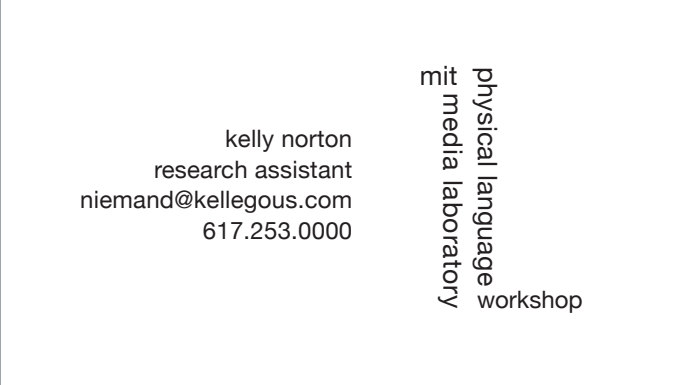 kelly norton
research assistant
niemand@kellegous.com
617.253.0000
mit
media laboratory
physical language
workshop